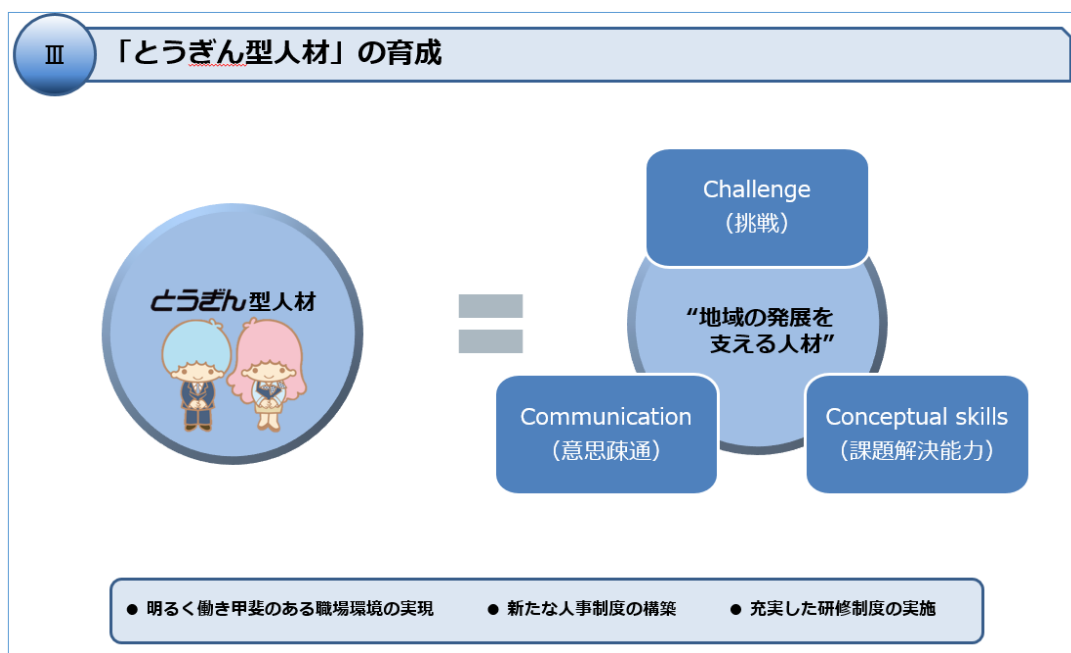 Ⅲ
「とうぎん型人材」の育成
とうぎん型人材
Challenge
（挑戦）
“地域の発展を
支える人材”
Communication
（意思疎通）
Conceptual skills
（課題解決能力）
● 明るく働き甲斐のある職場環境の実現 ● 新たな人事制度の構築 ● 充実した研修制度の実施